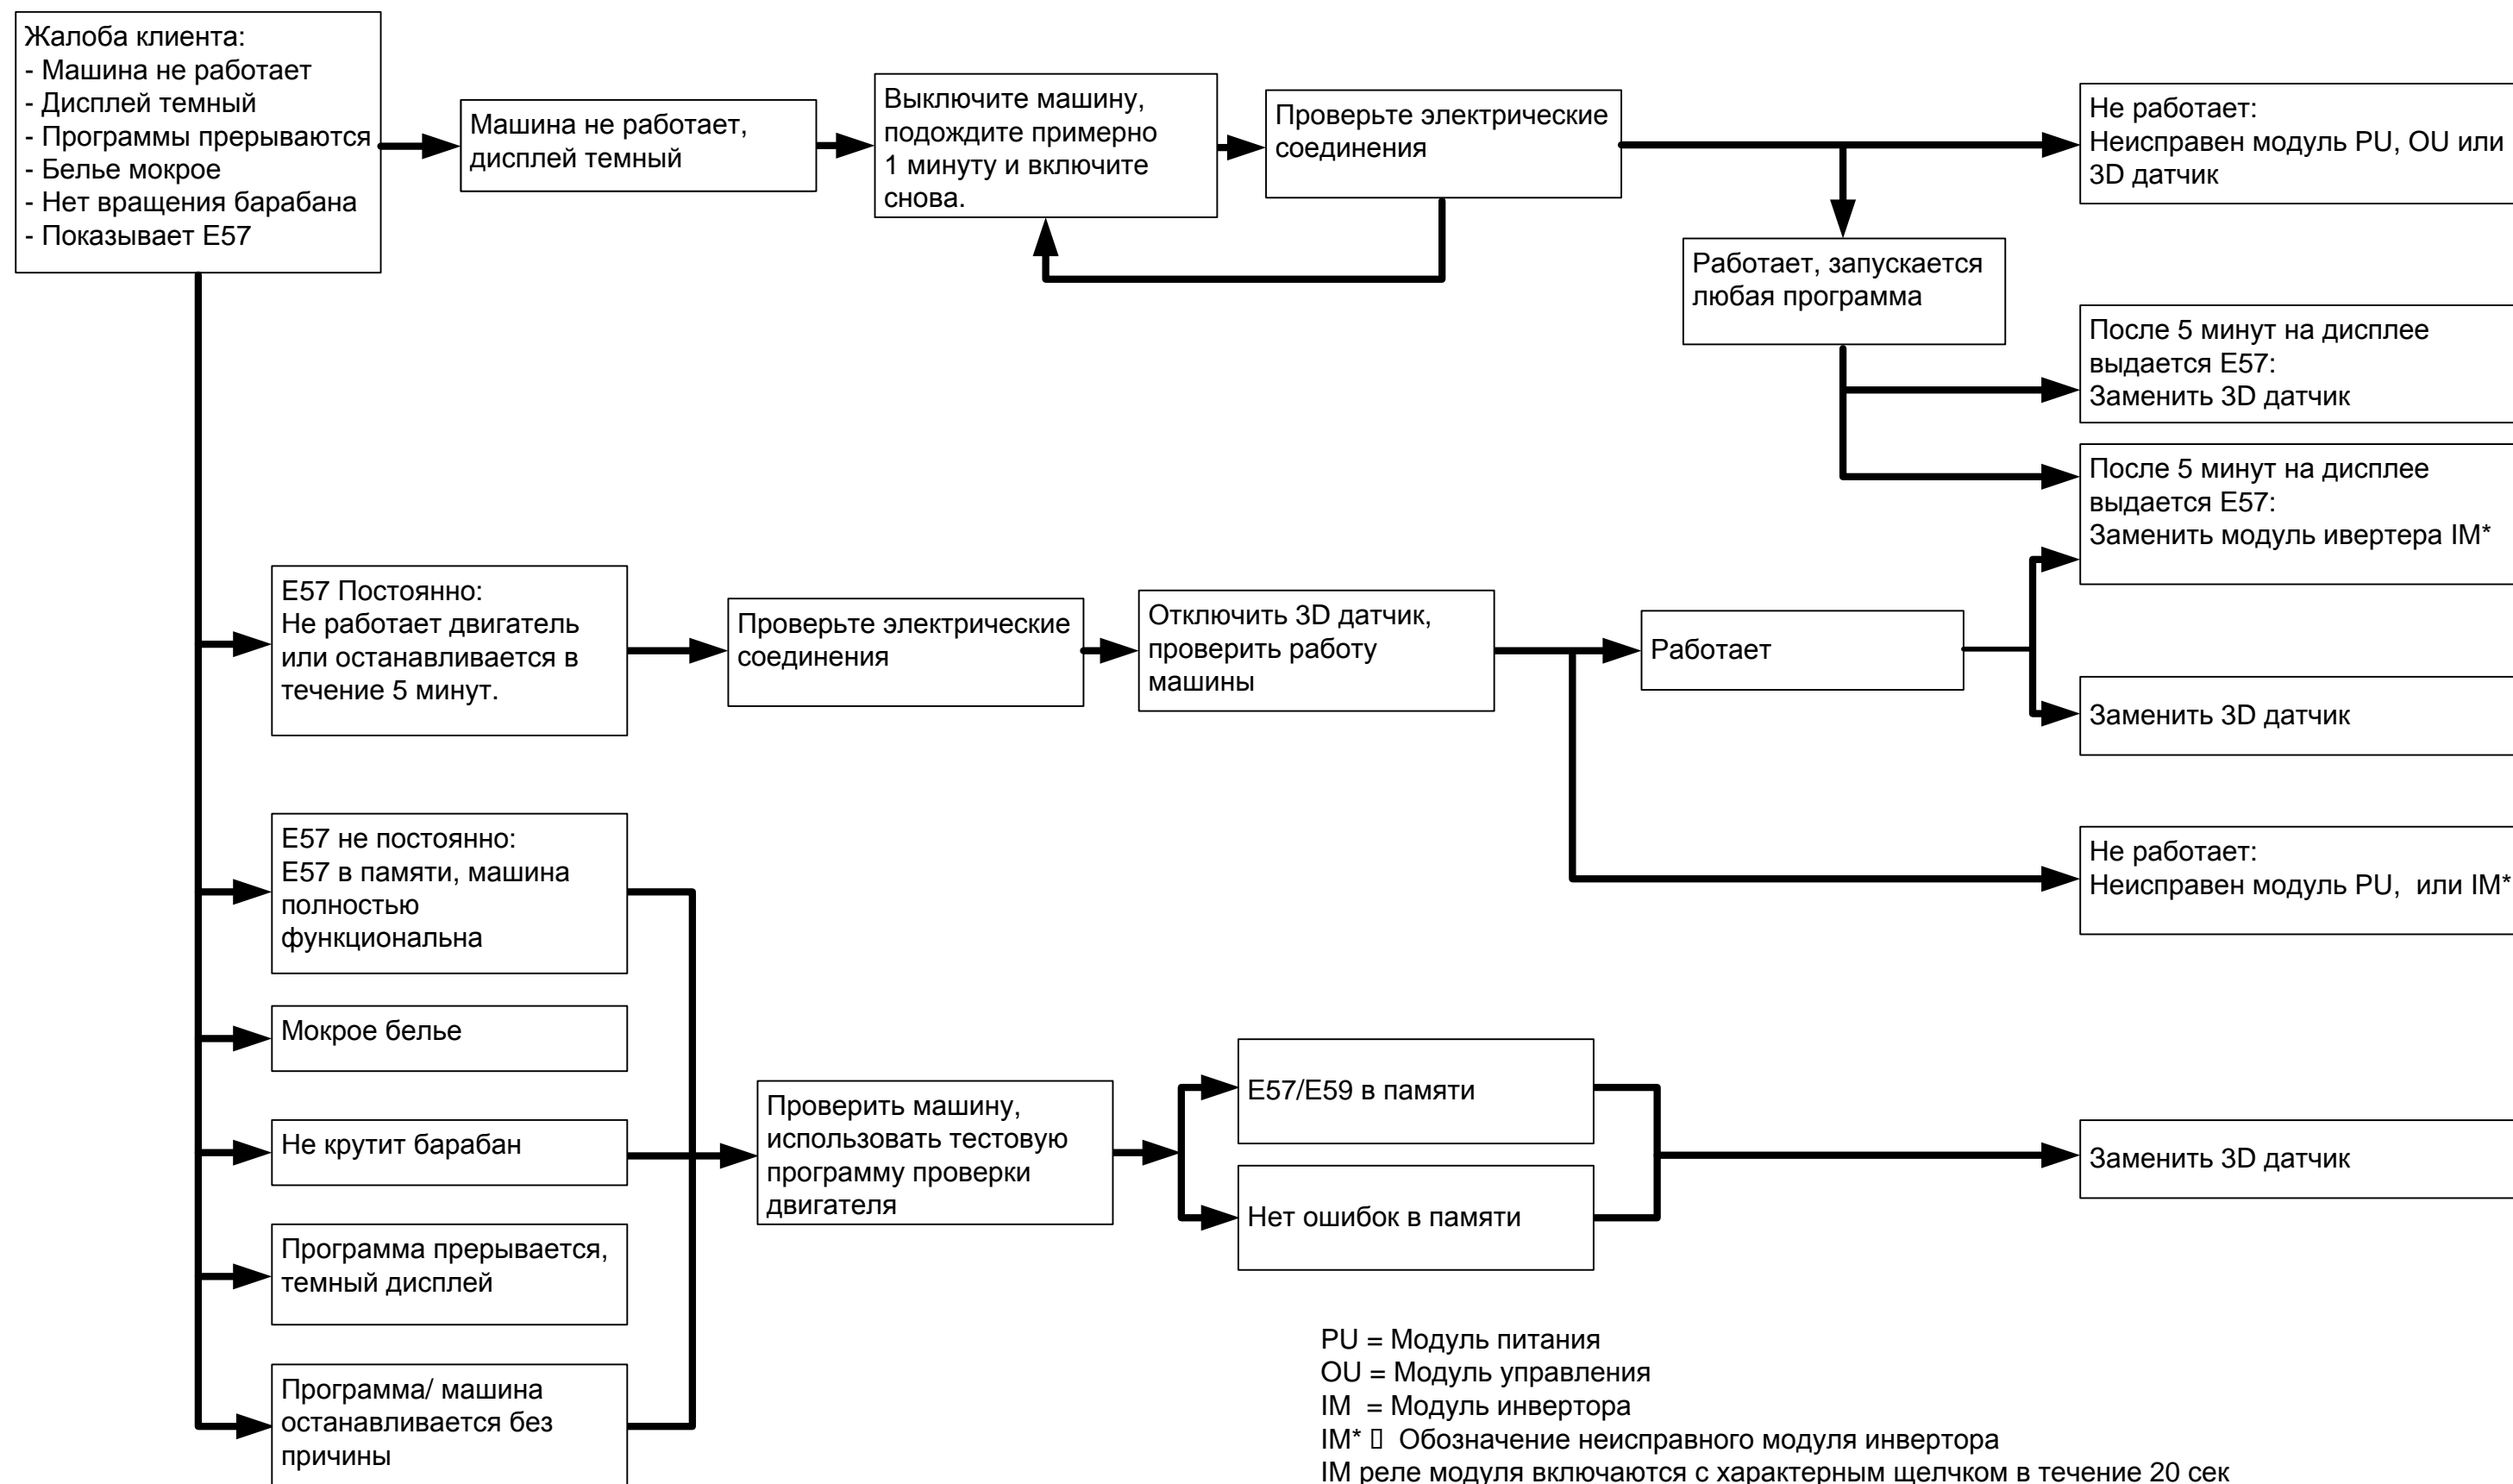 Жалоба клиента:
- Машина не работает
- Дисплей темный
- Программы прерываются
- Белье мокрое
- Нет вращения барабана
- Показывает E57
Машина не работает,
дисплей темный
Выключите машину,
подождите примерно
1 минуту и включите
снова.
Проверьте электрические
соединения
Не работает:
Неисправен модуль PU, OU или
3D датчик
Работает, запускается
любая программа
После 5 минут на дисплее
выдается E57:
Заменить 3D датчик
После 5 минут на дисплее
выдается E57:
Заменить модуль ивертера IM*
E57 Постоянно:
Не работает двигатель
или останавливается в
течение 5 минут.
Проверьте электрические
соединения
Отключить 3D датчик,
проверить работу
машины
Работает
Заменить 3D датчик
Не работает:
Неисправен модуль PU,  или IM*
E57 не постоянно:
E57 в памяти, машина
полностью
функциональна
Мокрое белье
Не крутит барабан
Программа прерывается,
темный дисплей
Программа/ машина
останавливается без
причины
Проверить машину,
использовать тестовую
программу проверки
двигателя
E57/E59 в памяти
Нет ошибок в памяти
Заменить 3D датчик
PU = Модуль питания
OU = Модуль управления
IM  = Модуль инвертора
IM* ▯ Обозначение неисправного модуля инвертора
IM реле модуля включаются с характерным щелчком в течение 20 сек